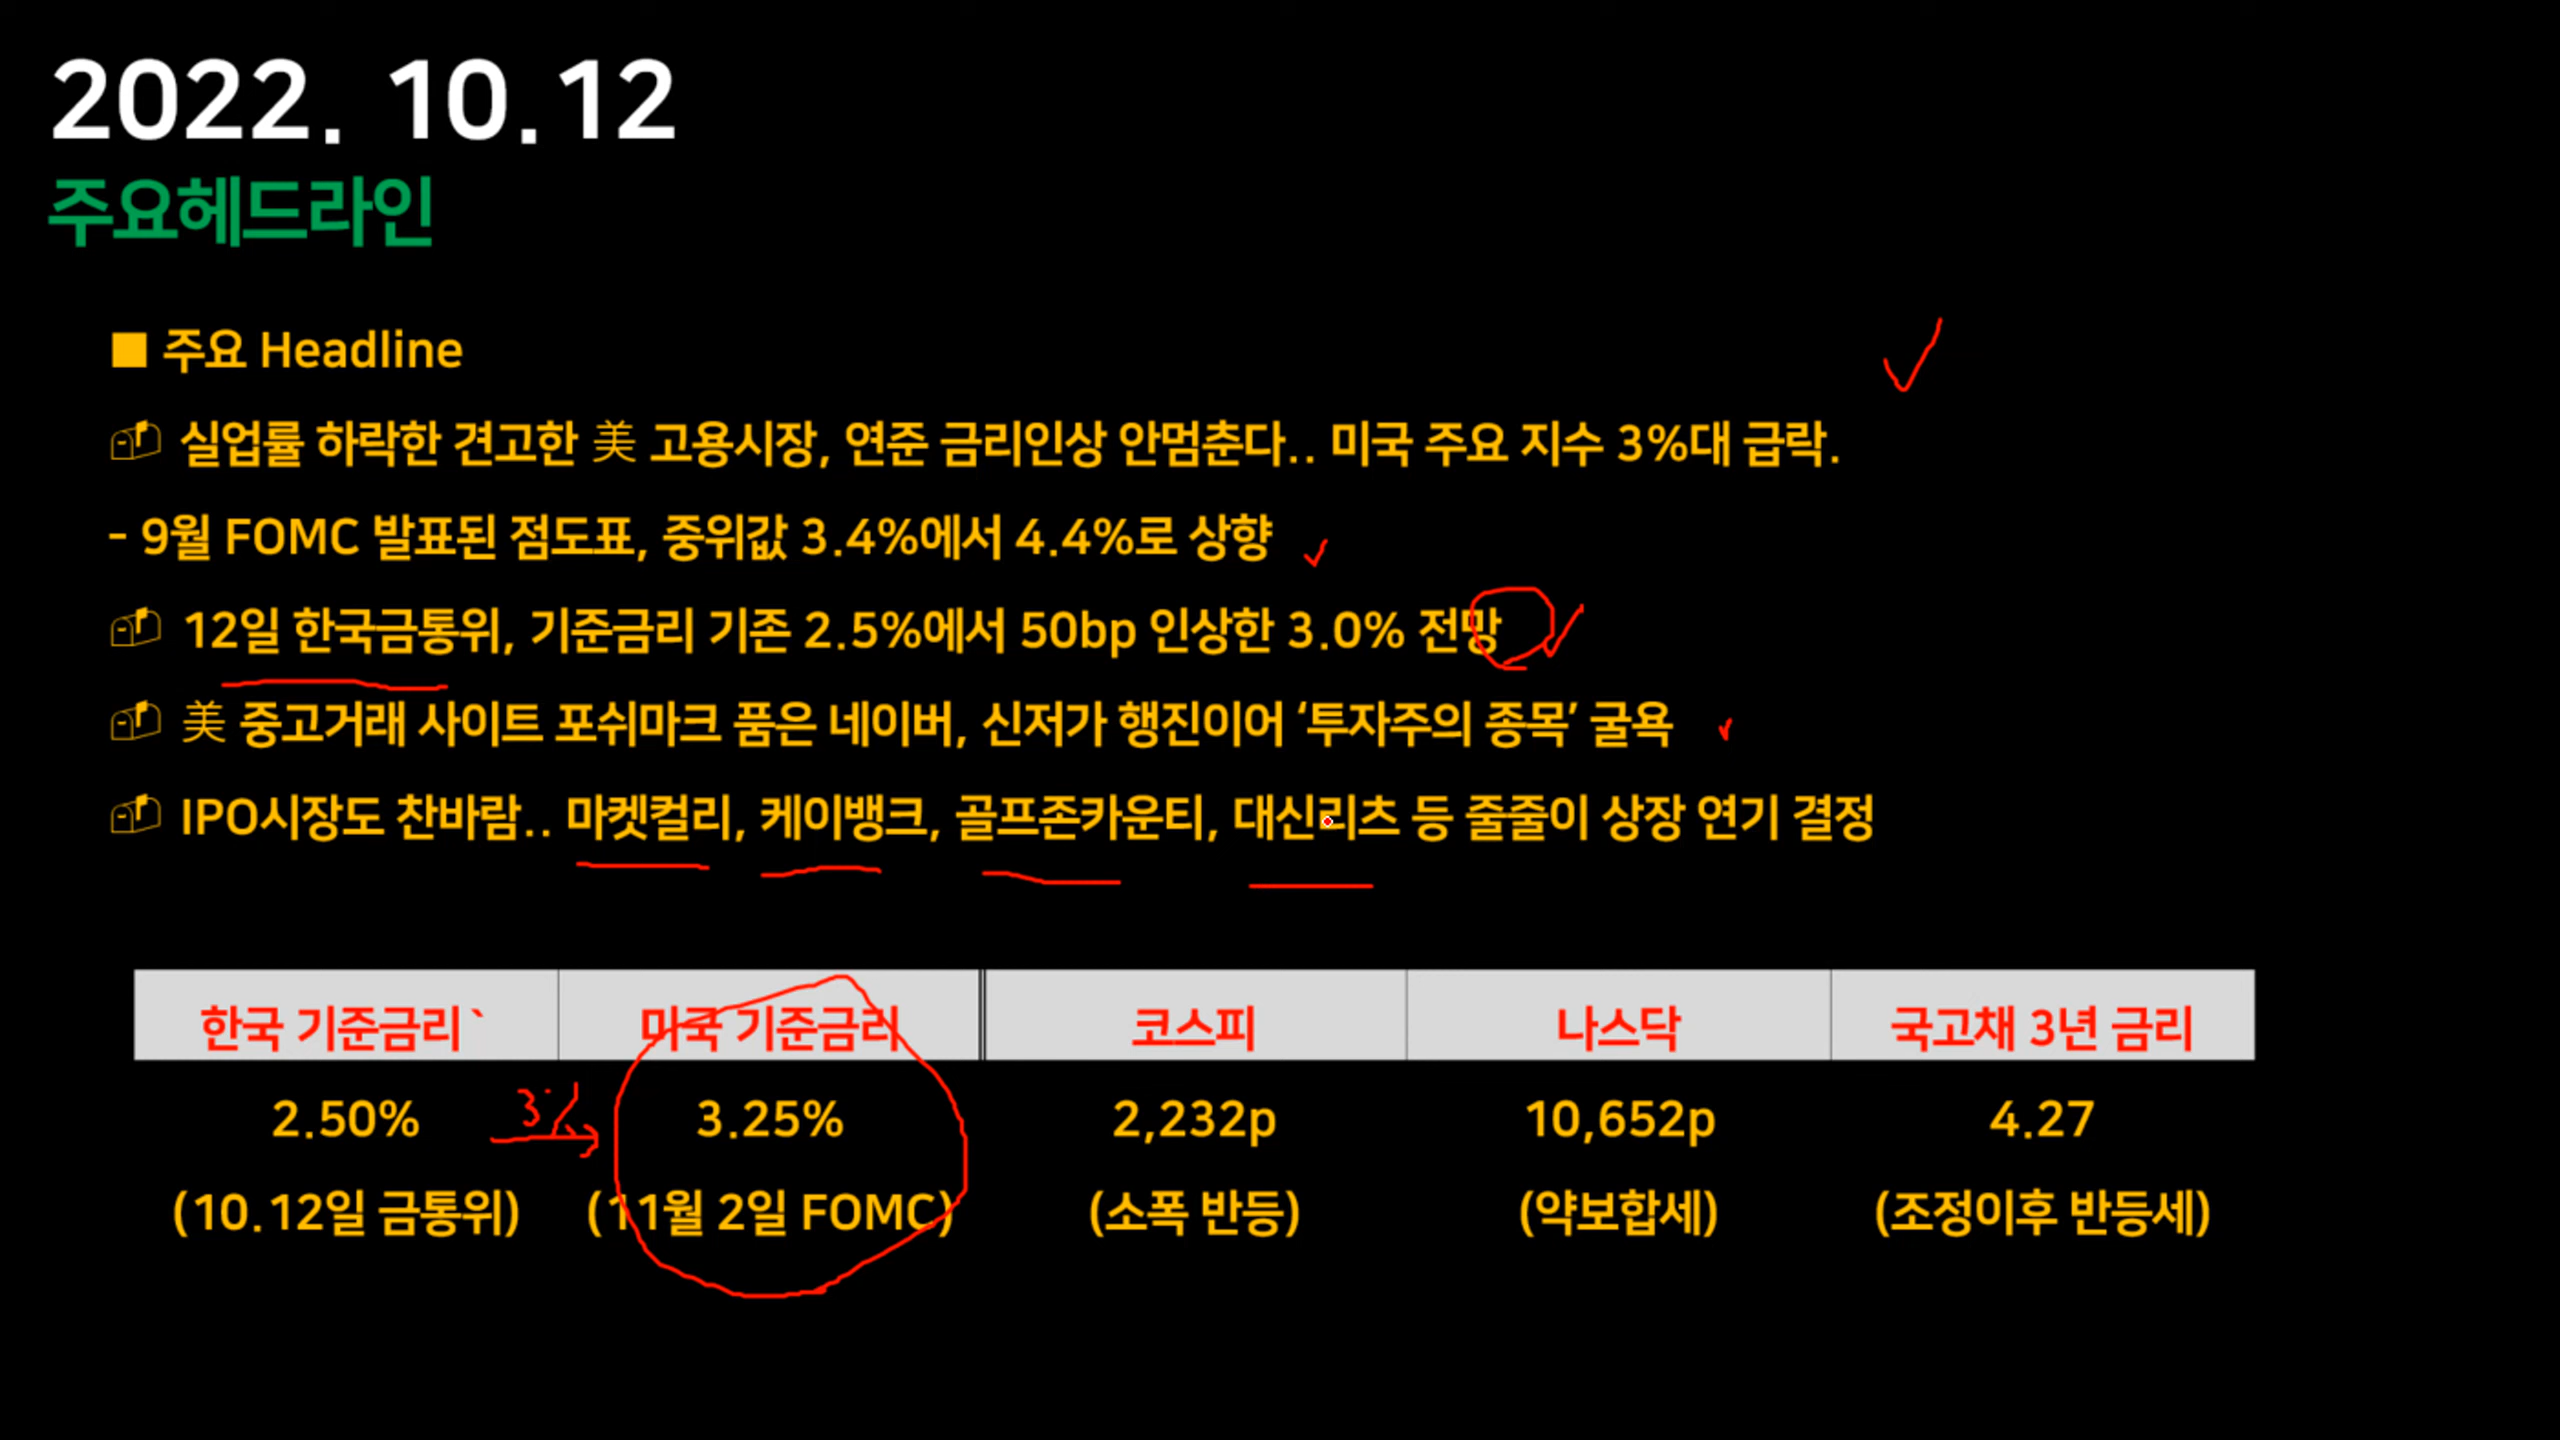 2022. 10.12
주요헤드라인
■ 주요 Headline
실업률 하락한 견고한 美 고용시장, 연준 금리인상 안멈춘다.. 미국 주요 지수 3%대 급락.
- 9월 FOMC 발표된 점도표, 중위값 3.4%에서 4.4%로 상향
12일 한국금통위, 기준금리 기존 2.5%에서 50bp 인상한 3.0% 전망
美 중고거래 사이트 포쉬마크 품은 네이버, 신저가 행진이어 ‘투자주의 종목’ 굴욕
IPO시장도 찬바람.. 마켓컬리, 케이뱅크, 골프존카운티, 대신리츠 등 줄줄이 상장 연기 결정
한국 기준금리` 미국 기준금리 코스피 나스닥 국고채 3년 금리
2.50% 3% 3.25% 2,232p 10,652p 4.27
(10.12일 금통위) (11월 2일 FOMC) (소폭 반등) (약보합세) (조정이후 반등세)